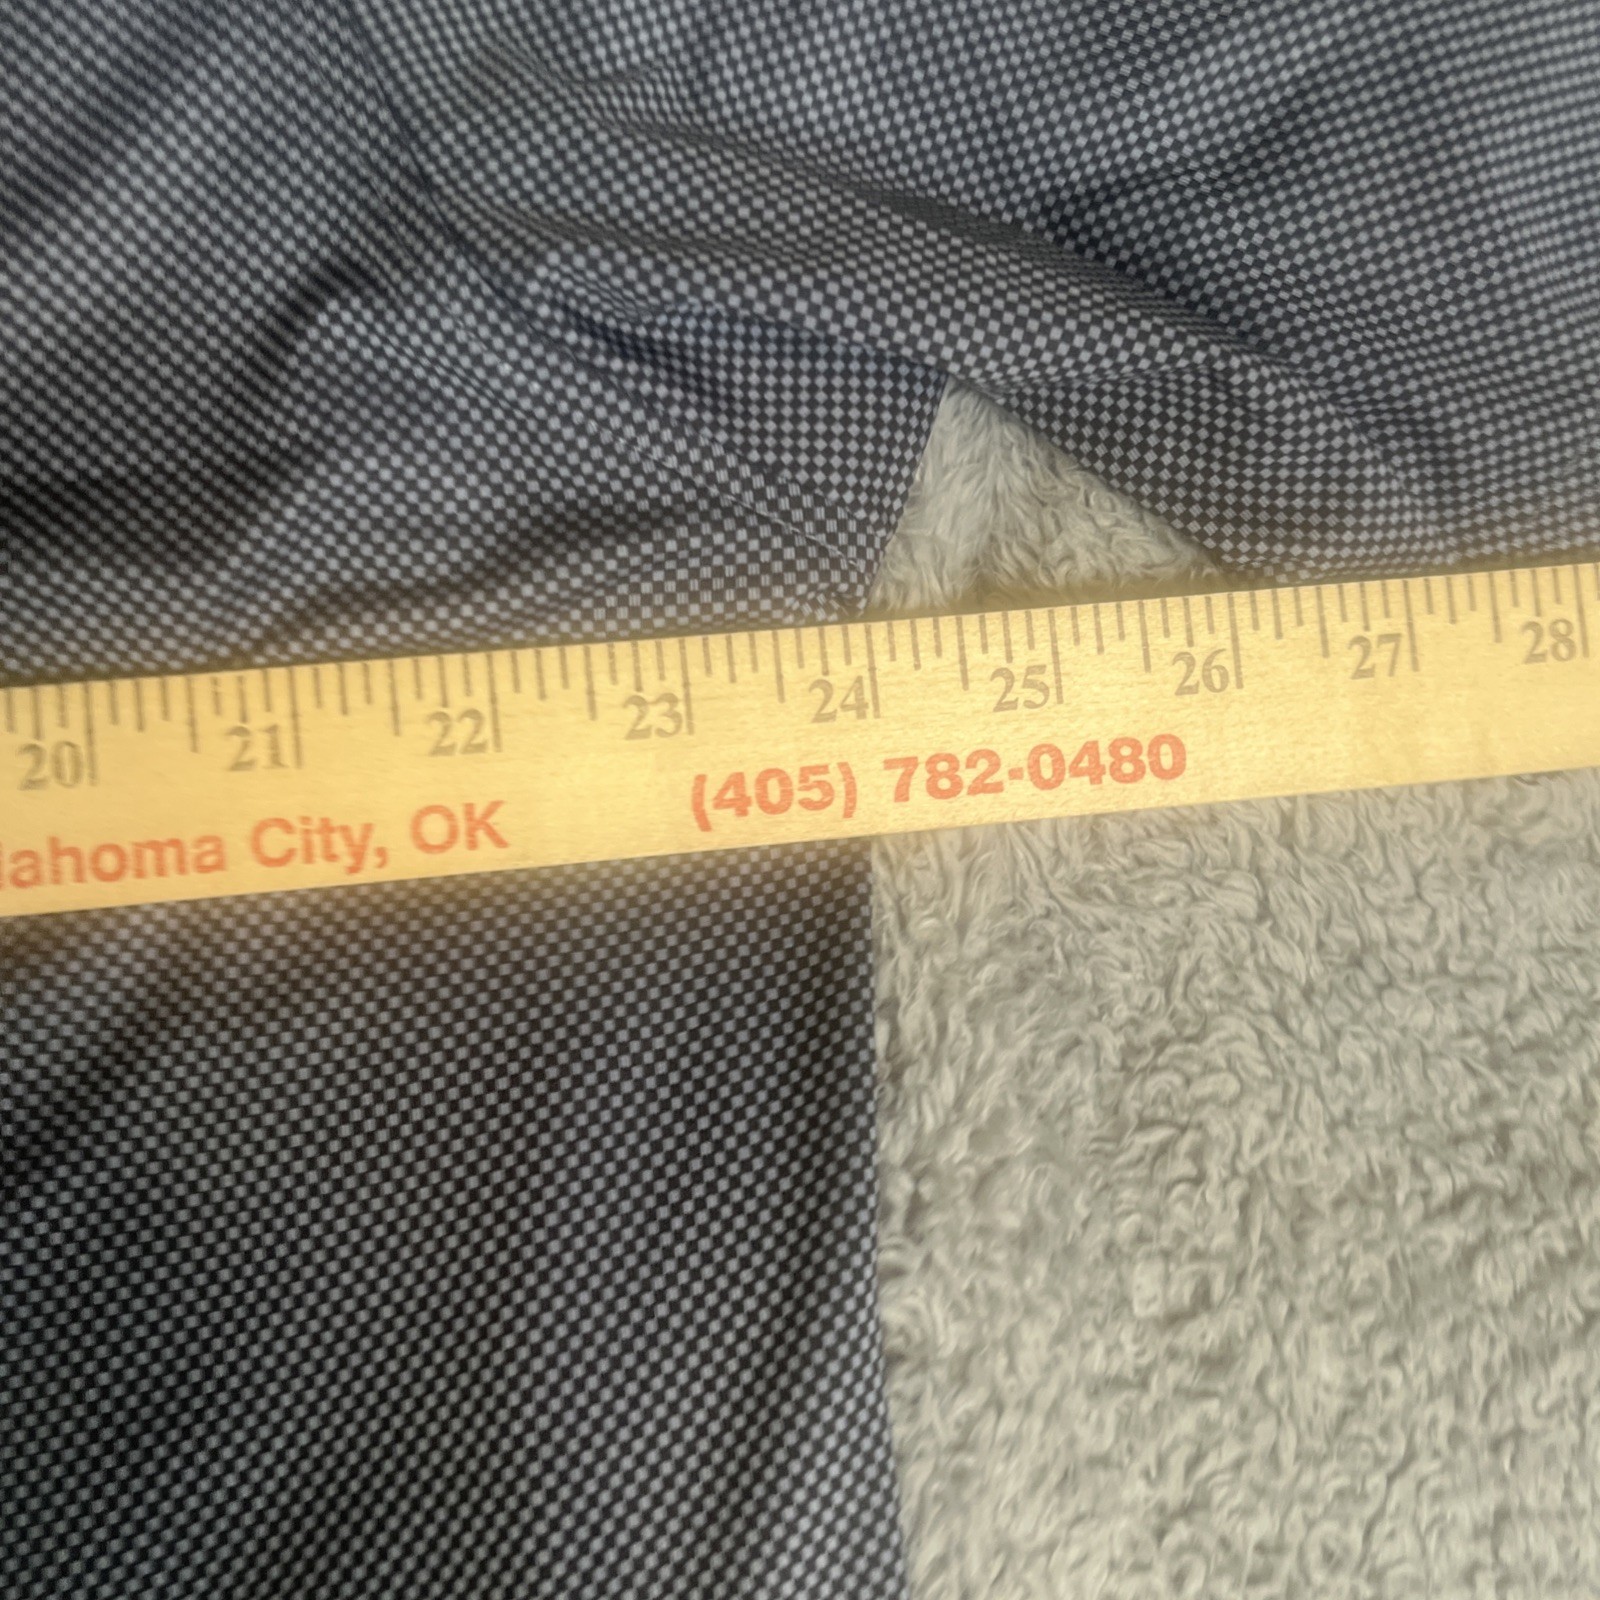 20 21 22 23 24 25 26 27 28
lahoma City, OK (405) 782-0480